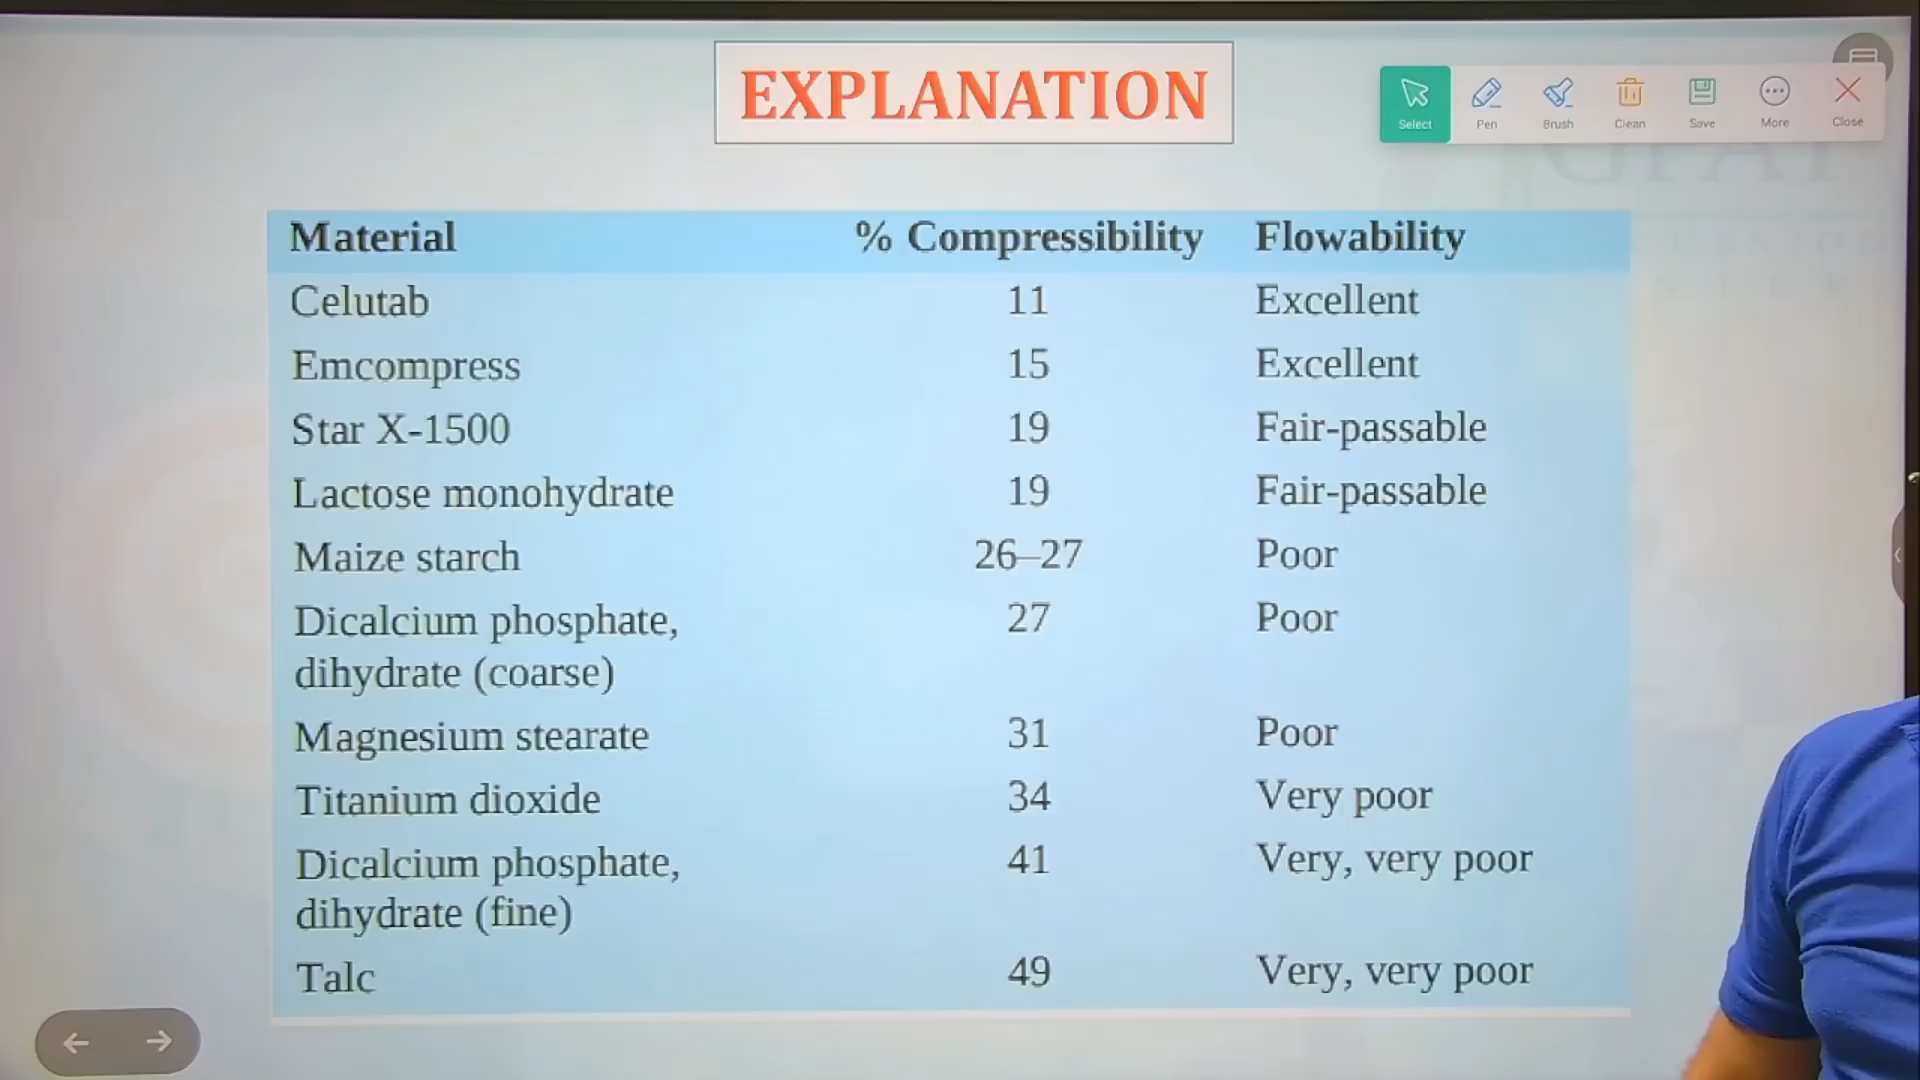 EXPLANATION
Select Pen Brush Clean Save More Close
Material % Compressibility Flowability
Celutab 11 Excellent
Emcompress 15 Excellent
Star X-1500 19 Fair-passable
Lactose monohydrate 19 Fair-passable
Maize starch 26–27 Poor
Dicalcium phosphate, 27 Poor
dihydrate (coarse)
Magnesium stearate 31 Poor
Titanium dioxide 34 Very poor
Dicalcium phosphate, 41 Very, very poor
dihydrate (fine)
Talc 49 Very, very poor